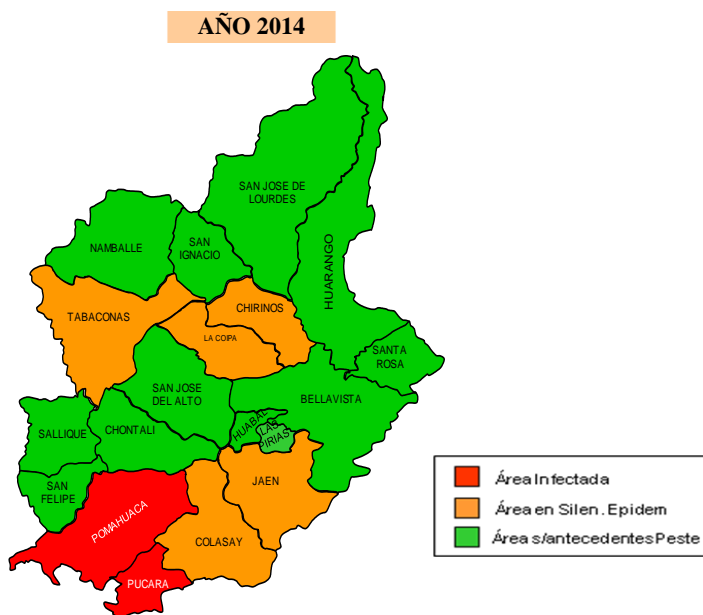 AÑO 2014
SAN JOSE DE
LOURDES
NAMBALLE
SAN
IGNACIO
HUARANGO
TABACONAS
CHIRINOS
LA COIPA
SANTA
ROSA
SAN JOSE
DEL ALTO
BELLAVISTA
SALLIQUE
CHONTALI
HUABAL
LAS
PIRIAS
SAN
FELIPE
JAEN
POMAHUACA
COLASAY
PUCARA
Área Infectada
Área en Silen. Epidem
Área s/antecedentes Peste